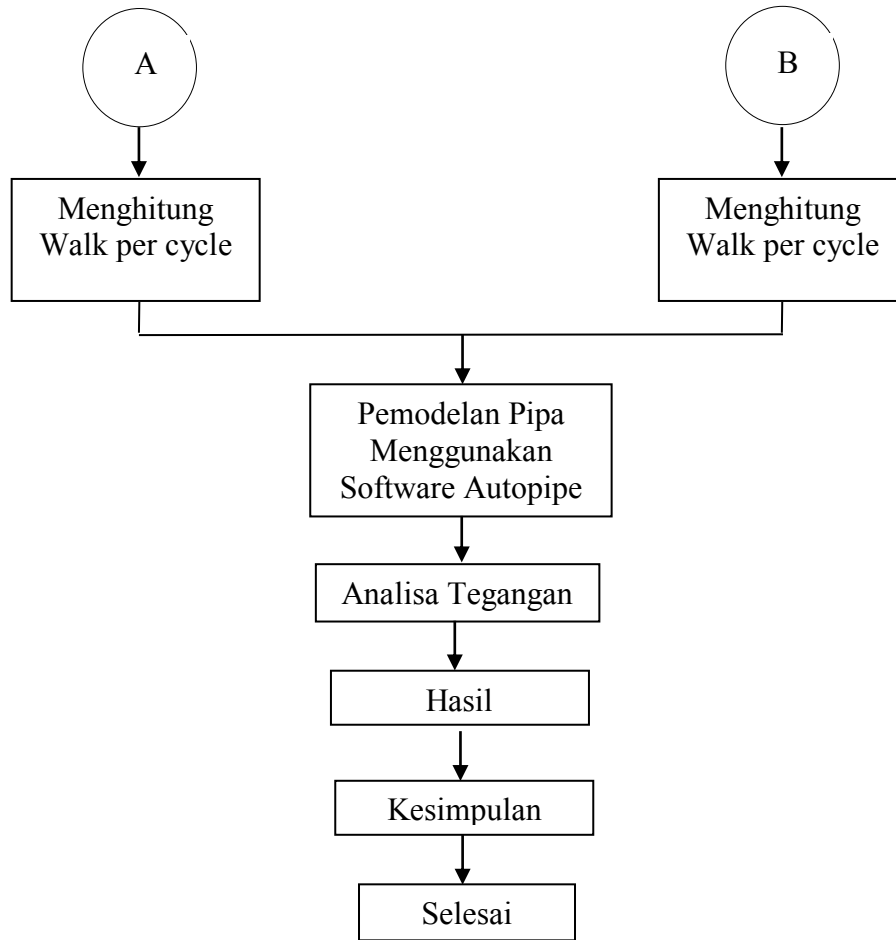 A
B
Menghitung
Walk per cycle
Menghitung
Walk per cycle
Pemodelan Pipa
Menggunakan
Software Autopipe
Analisa Tegangan
Hasil
Kesimpulan
Selesai